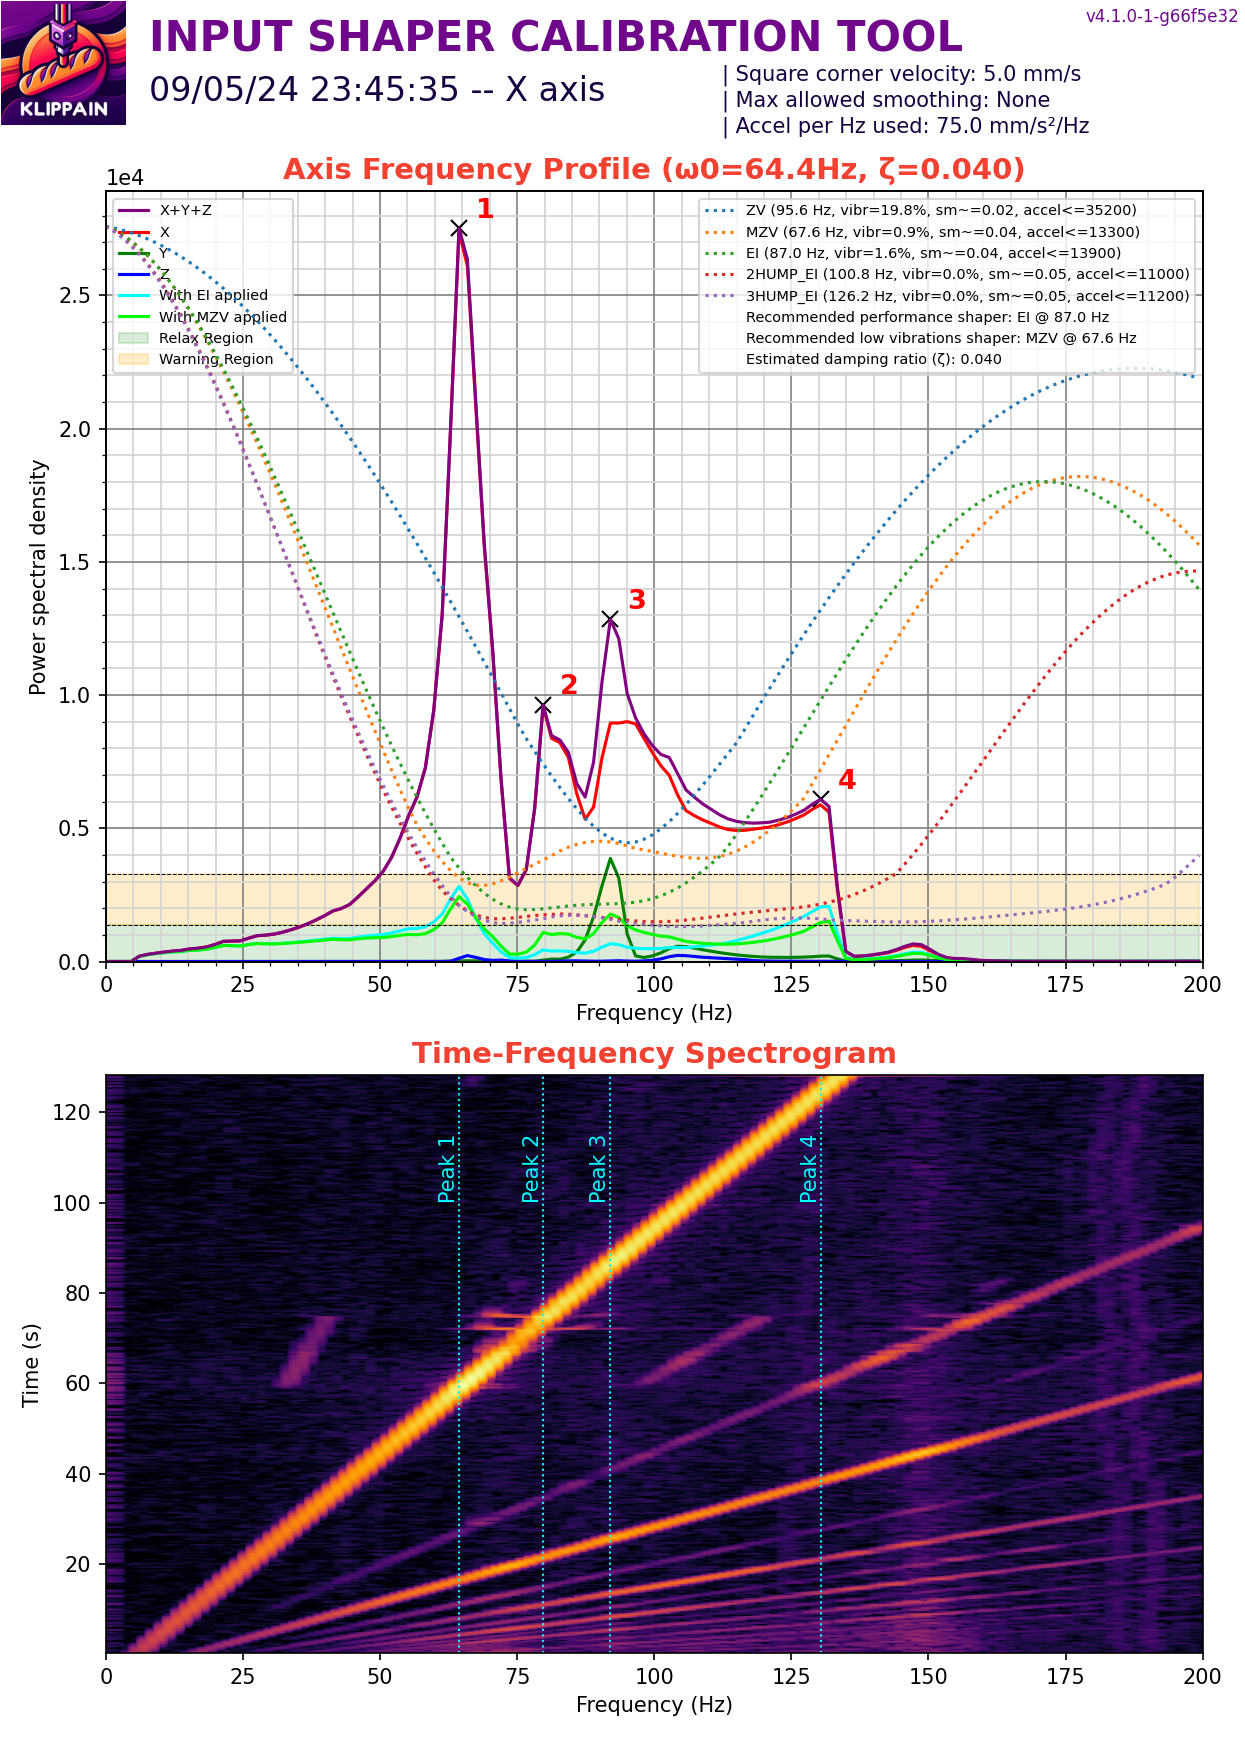 v4.1.0-1-g66f5e32
INPUT SHAPER CALIBRATION TOOL
09/05/24 23:45:35 -- X axis
| Square corner velocity: 5.0 mm/s
| Max allowed smoothing: None
| Accel per Hz used: 75.0 mm/s²/Hz
KLIPPAIN
Axis Frequency Profile (ω0=64.4Hz, ζ=0.040)
1e4
X+Y+Z
X
Y
Z
With EI applied
With MZV applied
Relax Region
Warning Region
ZV (95.6 Hz, vibr=19.8%, sm~=0.02, accel<=35200)
MZV (67.6 Hz, vibr=0.9%, sm~=0.04, accel<=13300)
EI (87.0 Hz, vibr=1.6%, sm~=0.04, accel<=13900)
2HUMP_EI (100.8 Hz, vibr=0.0%, sm~=0.05, accel<=11000)
3HUMP_EI (126.2 Hz, vibr=0.0%, sm~=0.05, accel<=11200)
Recommended performance shaper: EI @ 87.0 Hz
Recommended low vibrations shaper: MZV @ 67.6 Hz
Estimated damping ratio (ζ): 0.040
1
2
3
4
Power spectral density
2.5
2.0
1.5
1.0
0.5
0.0
0 25 50 75 100 125 150 175 200
Frequency (Hz)
Time-Frequency Spectrogram
Peak 1
Peak 2
Peak 3
Peak 4
Time (s)
120
100
80
60
40
20
0 25 50 75 100 125 150 175 200
Frequency (Hz)